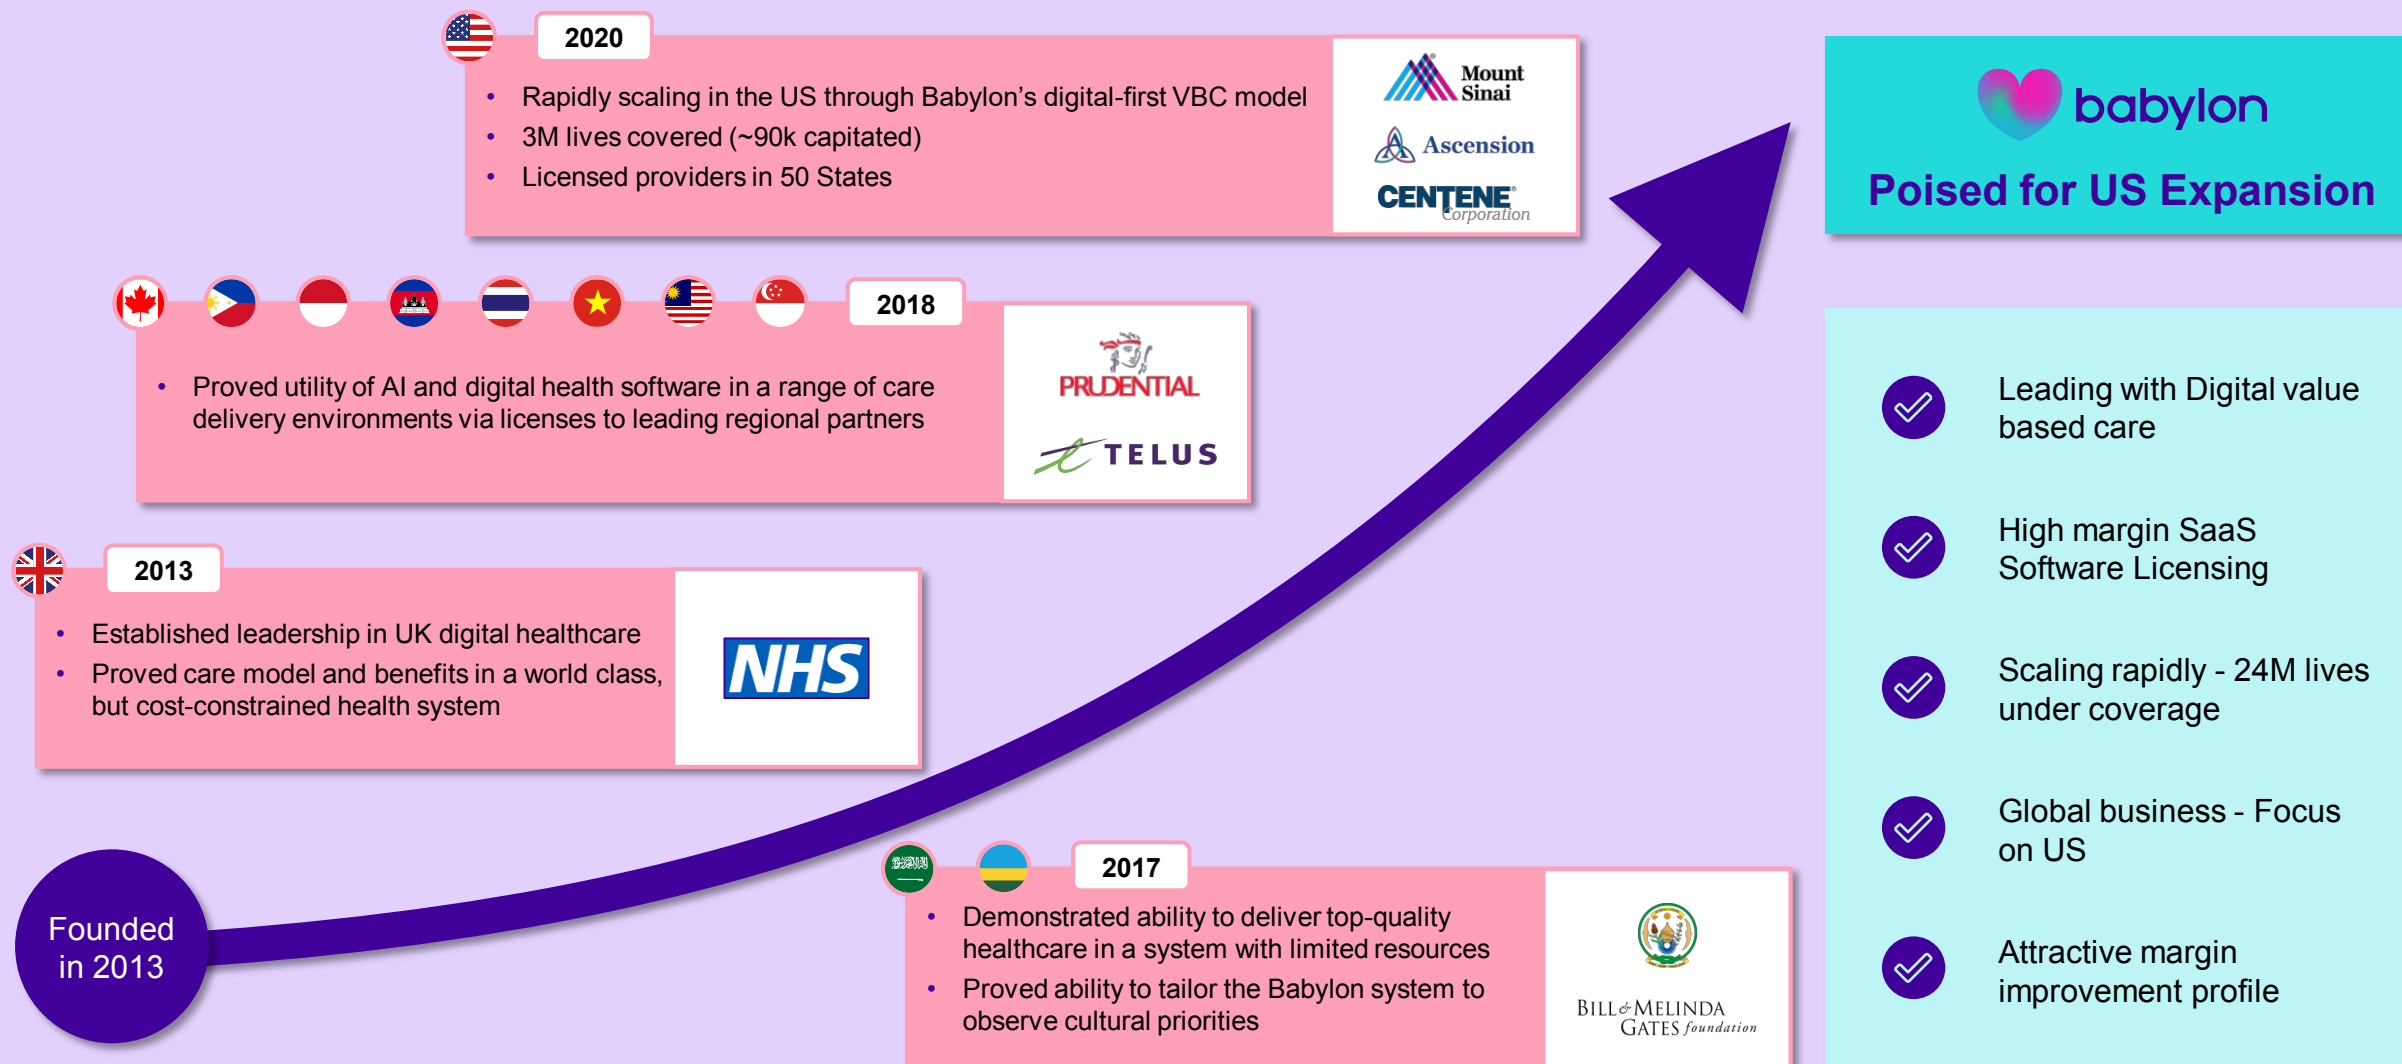 2020
• Rapidly scaling in the US through Babylon's digital-first VBC model
• 3M lives covered (~90k capitated)
• Licensed providers in 50 States
Mount
Sinai
Ascension
CENTENE®
Corporation
2018
• Proved utility of AI and digital health software in a range of care
delivery environments via licenses to leading regional partners
PRUDENTIAL
TELUS
2013
• Established leadership in UK digital healthcare
• Proved care model and benefits in a world class,
but cost-constrained health system
NHS
Founded
in 2013
2017
• Demonstrated ability to deliver top-quality
healthcare in a system with limited resources
• Proved ability to tailor the Babylon system to
observe cultural priorities
BILL & MELINDA
GATES foundation
babylon
Poised for US Expansion
Leading with Digital value
based care
High margin SaaS
Software Licensing
Scaling rapidly - 24M lives
under coverage
Global business - Focus
on US
Attractive margin
improvement profile